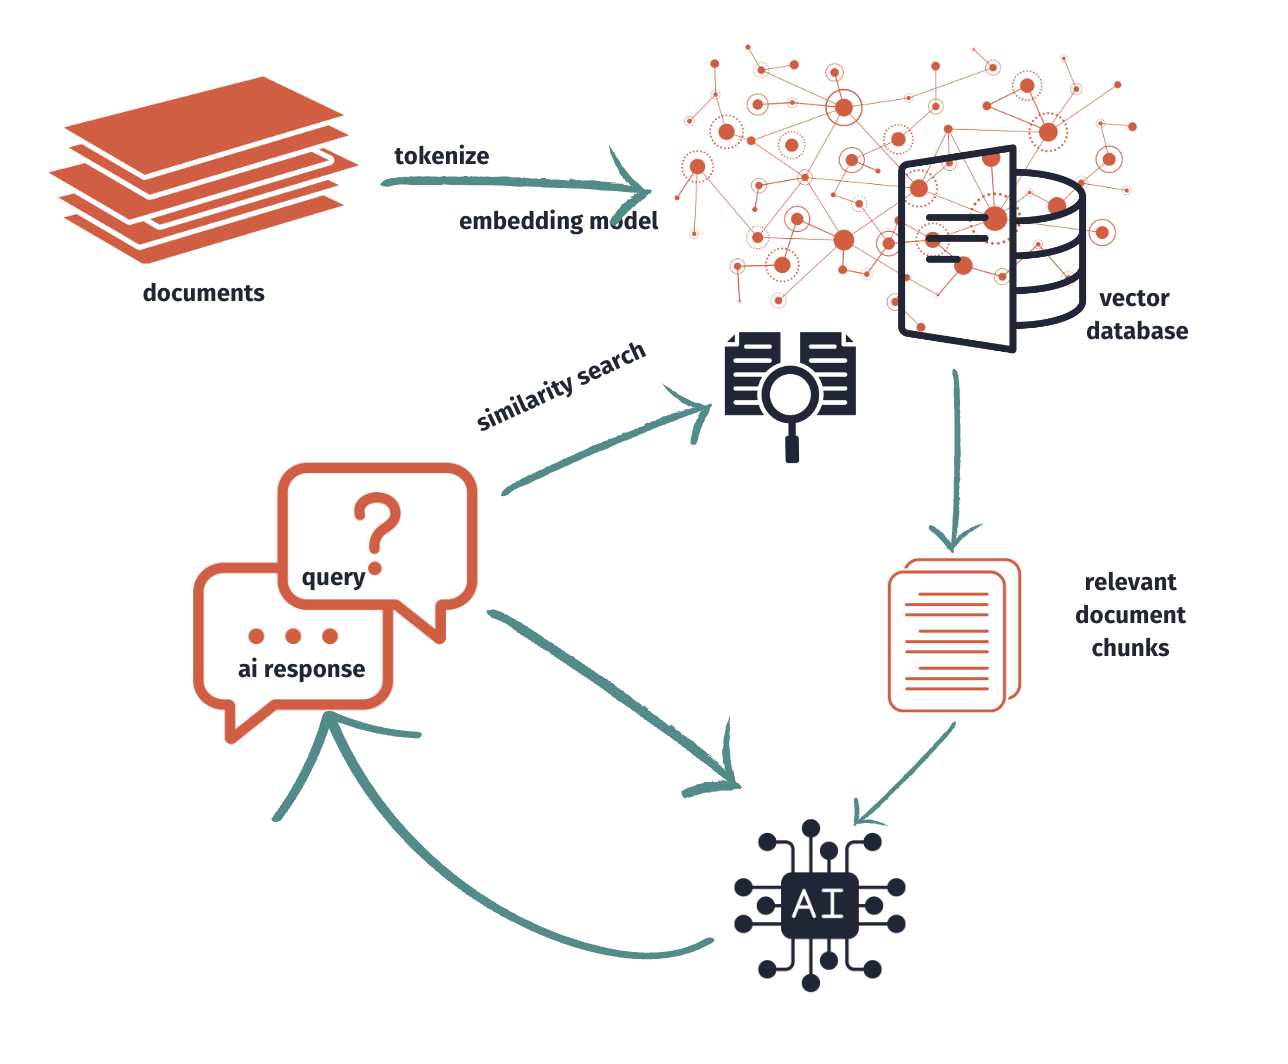 tokenize
embedding model
documents
vector
database
similarity search
query
?
ai response
relevant
document
chunks
AI